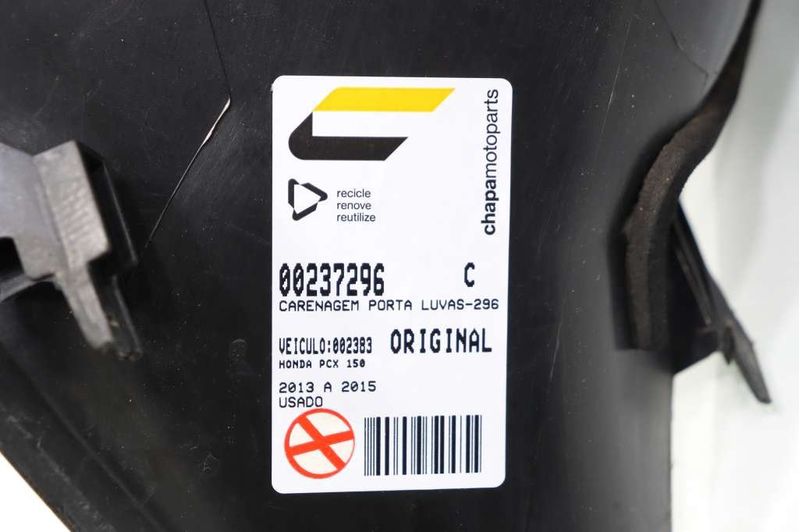 chapamotoparts
recicle
renove
reutilize
00237296 C
CARENAGEM PORTA LUVAS-296
VEICULO:002383 ORIGINAL
HONDA PCX 150
2013 A 2015
USADO